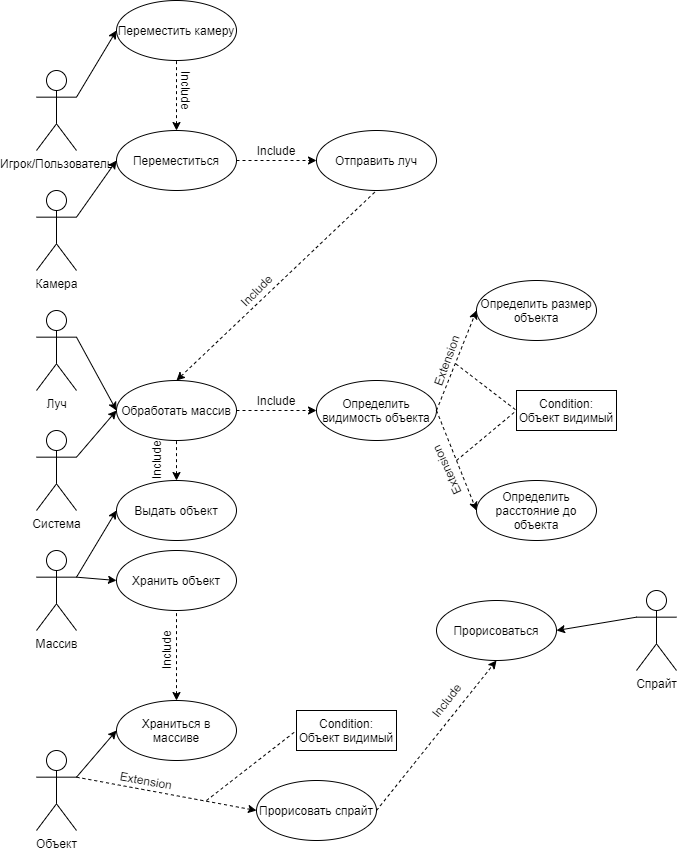 Переместить камеру
Include
Игрок/Пользователь
Переместиться
Include
Отправить луч
Камера
Include
Определить размер
объекта
Extension
Луч
Обработать массив
Include
Определить
видимость объекта
Condition:
Объект видимый
Система
Include
Extension
Выдать объект
Определить
расстояние до
объекта
Хранить объект
Массив
Include
Прорисоваться
Спрайт
Include
Храниться в
массиве
Condition:
Объект видимый
Extension
Прорисовать спрайт
Объект